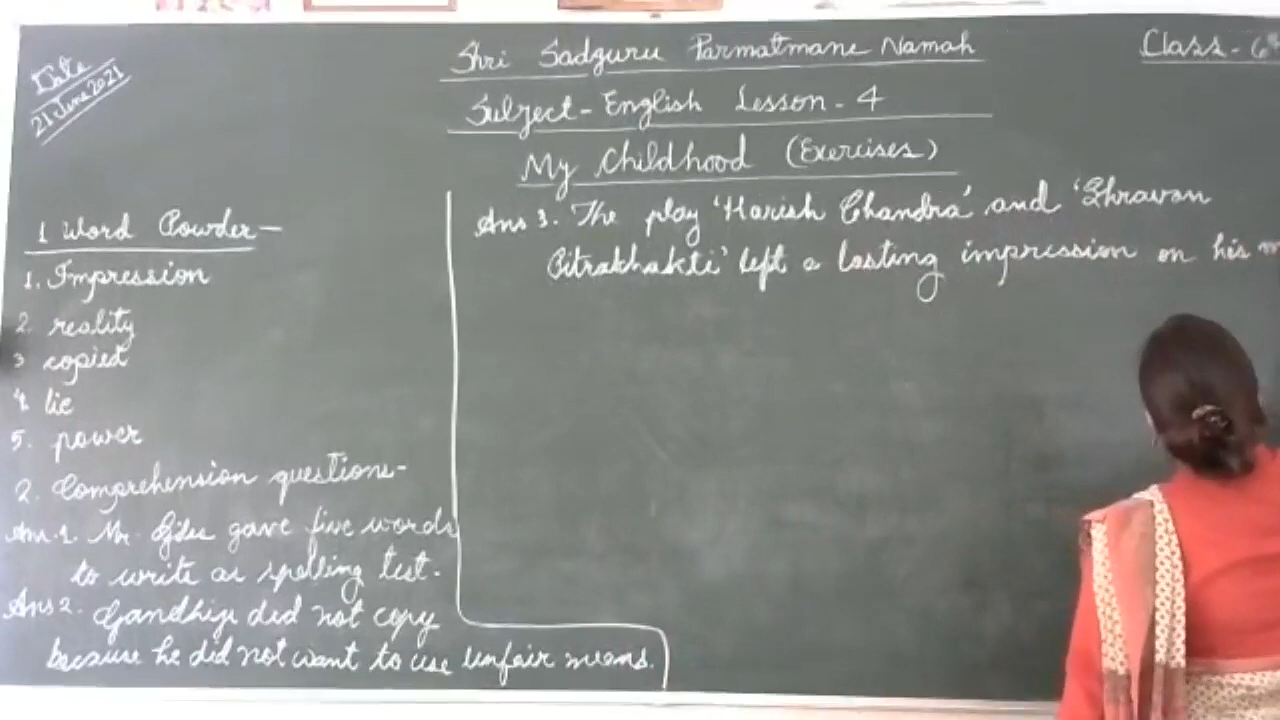 Date
21 June 2021
Shri Sadguru Parmatmane Namah
Class - 6th
Subject - English Lesson - 4
My Childhood (Exercises)
1 Word Powder -
1. Impression
2. reality
3 copied
4. lie
5. power
2. Comprehension questions -
Ans. 1. Mr. Giles gave five words
to write as spelling test.
Ans 2. Gandhiji did not copy
because he did not want to use unfair means.
Ans 3. The play 'Harish Chandra' and 'Shravan
Pitrabhakti' left a lasting impression on his